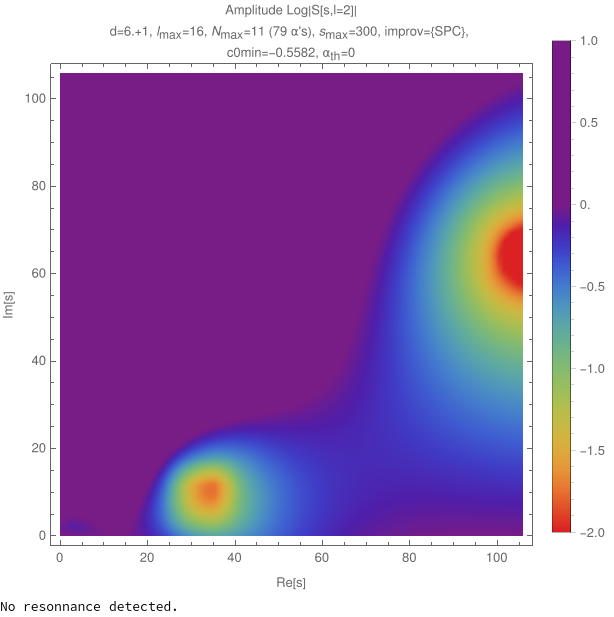 Amplitude Log|S[s,l=2]|
d=6.+1, lmax=16, Nmax=11 (79 α's), smax=300, improv={SPC},
c0min=−0.5582, αth=0
100
80
60
40
20
0
Im[s]
0 20 40 60 80 100
Re[s]
1.0
0.5
0.
−0.5
−1.0
−1.5
−2.0
No resonnance detected.